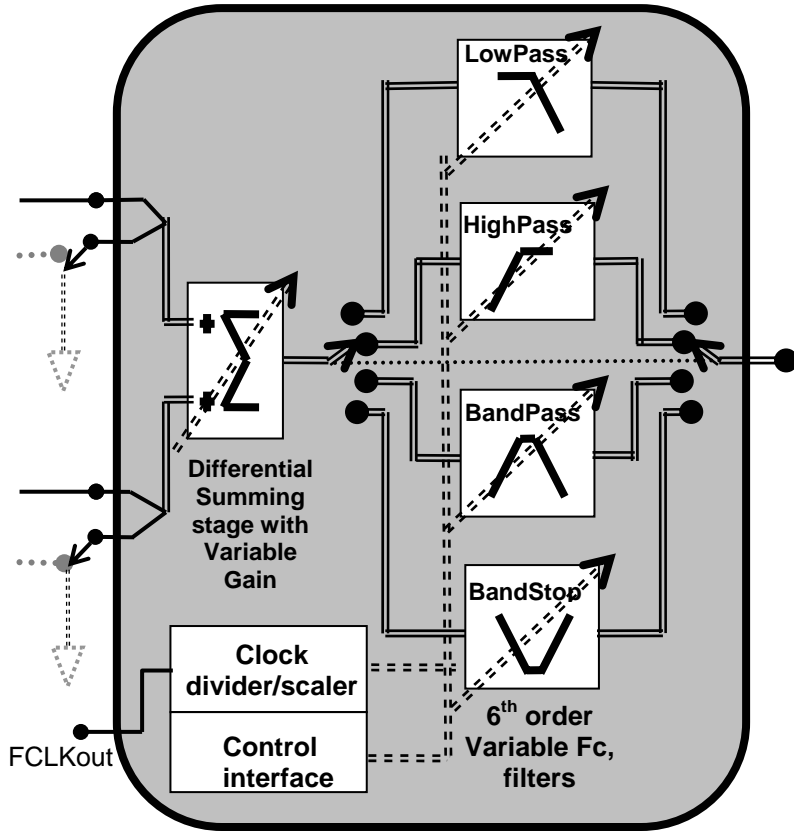 LowPass
HighPass
BandPass
BandStop
+
Σ
+
Differential
Summing
stage with
Variable
Gain
Clock
divider/scaler
Control
interface
6th order
Variable Fc,
filters
FCLKout